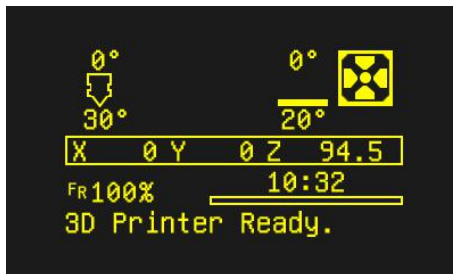 0° 0°
30° 20°
X 0 Y 0 Z 94.5
FR100% 10:32
3D Printer Ready.